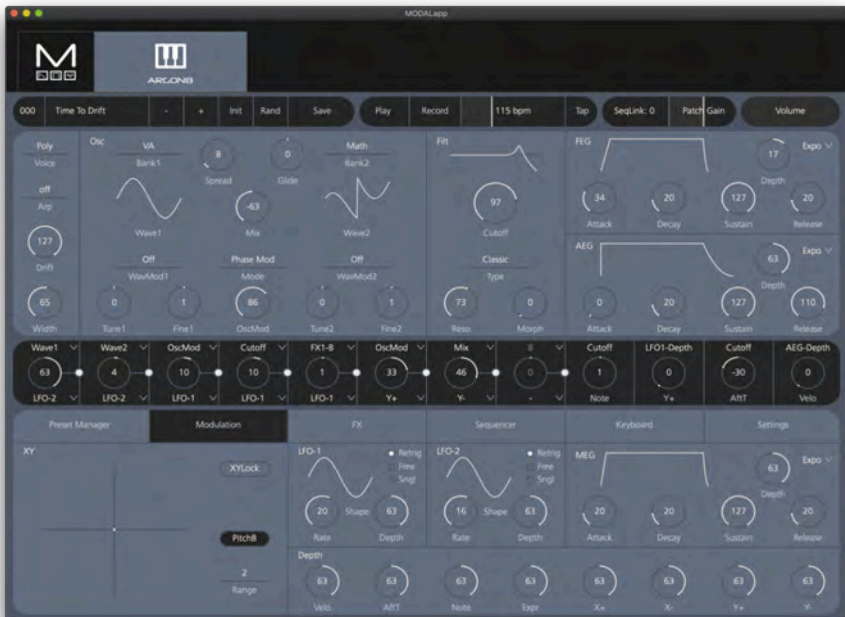 MODALapp
M
ARGON8
000 Time To Drift - + Init Rand Save Play Record 115 bpm Tap SeqLink: 0 Patch Gain Volume
Poly
Voice
off
Arp
127
Drift
65
Width
Osc
VA
Bank1
8
Spread
0
Glide
Math
Bank2
Wave1
-63
Mix
Wave2
Off
WavMod1
Phase Mod
Mode
Off
WavMod2
0 1 86 0 1
Tune1 Fine1 OscMod Tune2 Fine2
Filt
97
Cutoff
Classic
Type
73 0
Reso Morph
FEG
17
Depth
Expo
34 20 127 20
Attack Decay Sustain Release
AEG
63
Depth
Expo
0 20 127 110
Attack Decay Sustain Release
Wave1 Wave2 OscMod Cutoff FX1-B OscMod Mix B Cutoff LFO1-Depth Cutoff AEG-Depth
63 4 10 10 1 33 46 0 1 0 -30 0
LFO-2 LFO-2 LFO-1 LFO-1 LFO-1 Y+ Y- - Note Y+ AftT Velo
Preset Manager Modulation FX Sequencer Keyboard Settings
XY
XYLock
PitchB
2
Range
LFO-1
Retrig
Free
Sngl
20 Shape 63
Rate Depth
LFO-2
Retrig
Free
Sngl
16 Shape 63
Rate Depth
MEG
63
Depth
Expo
20 20 127 20
Attack Decay Sustain Release
Depth
63 63 63 63 63 63 63 63
Velo AftT Note Expr X+ X- Y+ Y-